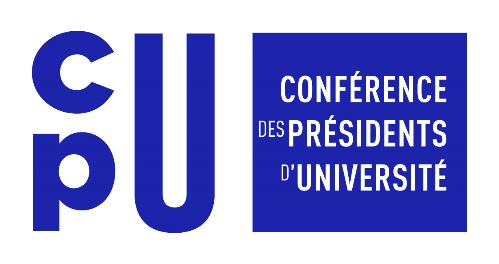 cpU
CONFÉRENCE
DES PRÉSIDENTS
D'UNIVERSITÉ